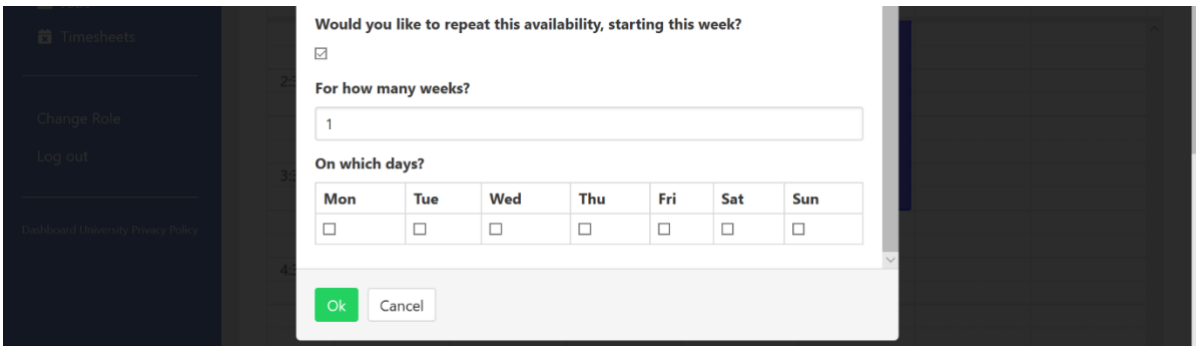 Would you like to repeat this availability, starting this week?
Timesheets
For how many weeks?
1
Change Role
Log out
On which days?
Mon Tue Wed Thu Fri Sat Sun
Dashboard University Privacy Policy
Ok Cancel